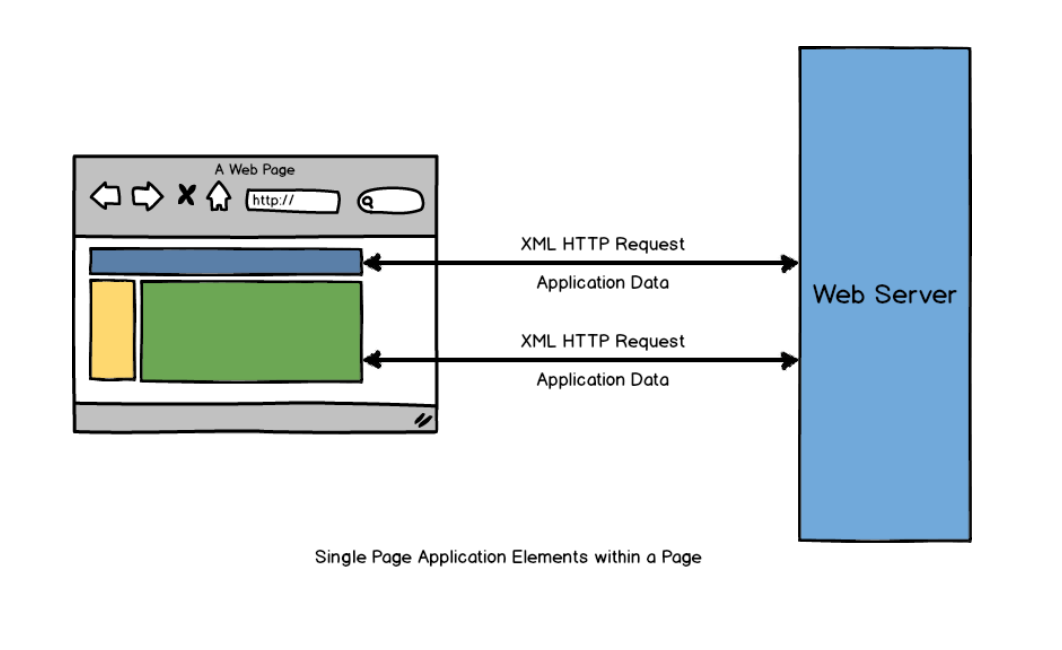 A Web Page
http://
XML HTTP Request
Application Data
XML HTTP Request
Application Data
Web Server
Single Page Application Elements within a Page